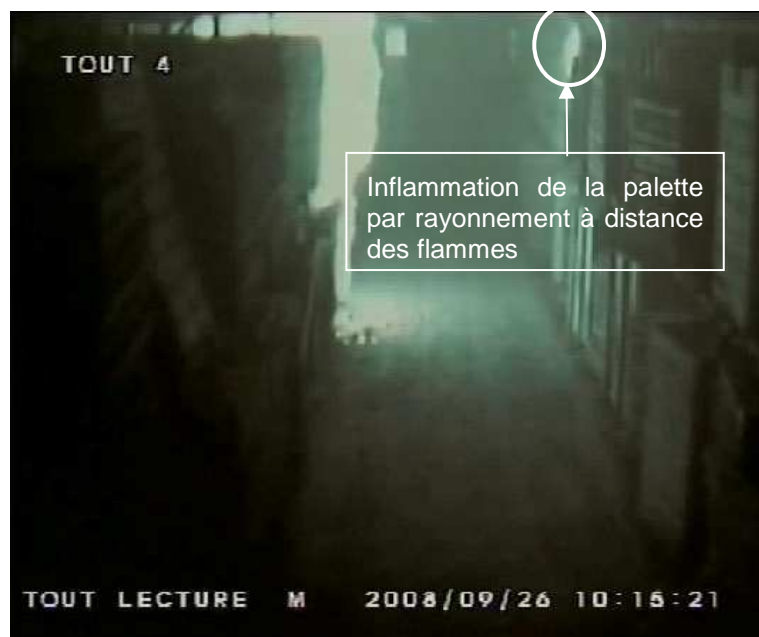 TOUT 4
Inflammation de la palette
par rayonnement à distance
des flammes
TOUT LECTURE M 2008/09/26 10:15:21